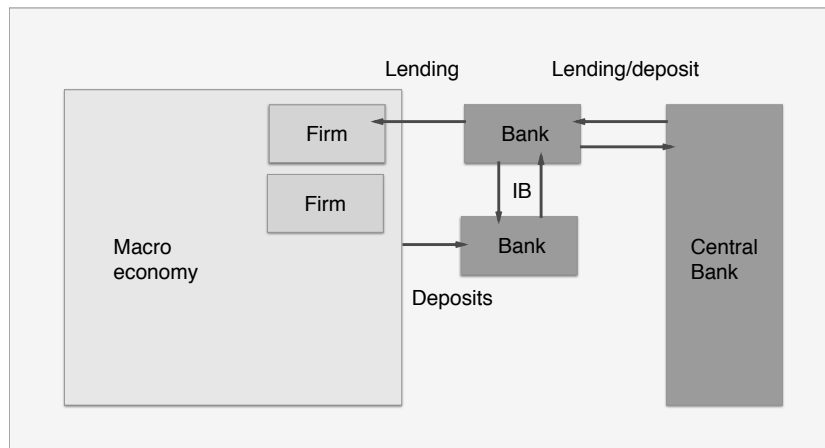 Lending
Lending/deposit
Firm
Bank
IB
Firm
Bank
Macro
economy
Central
Bank
Deposits